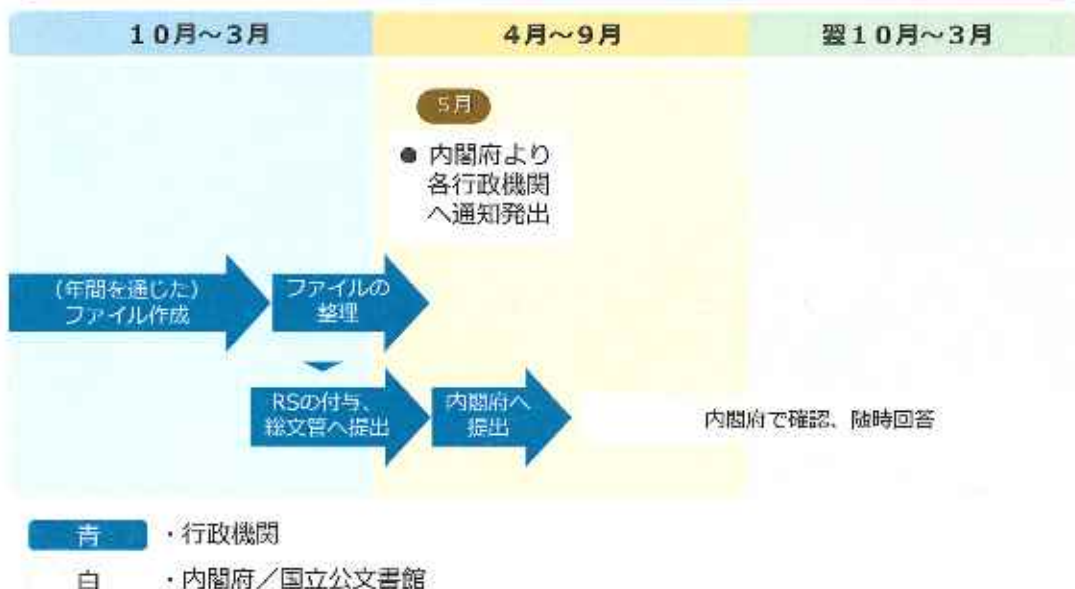 10月～3月
4月～9月
翌10月～3月
5月
● 内閣府より
各行政機関
へ通知発出
(年間を通じた)
ファイル作成
ファイルの
整理
RSの付与、
総文管へ提出
内閣府へ
提出
内閣府で確認、随時回答
青 ・行政機関
白 ・内閣府／国立公文書館